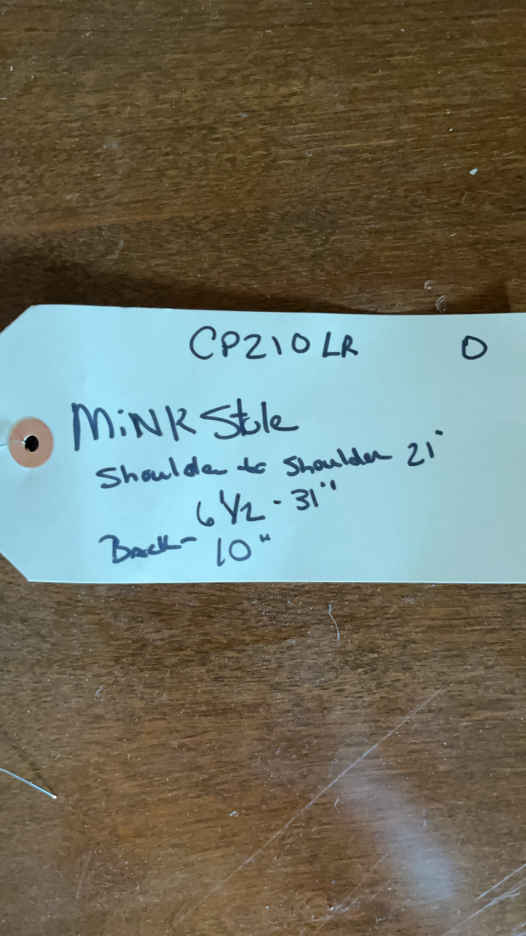 CP210LR O
MiNK Stole
Shoulder to Shoulder 21"
6 1/2 - 31"
Back - 10"